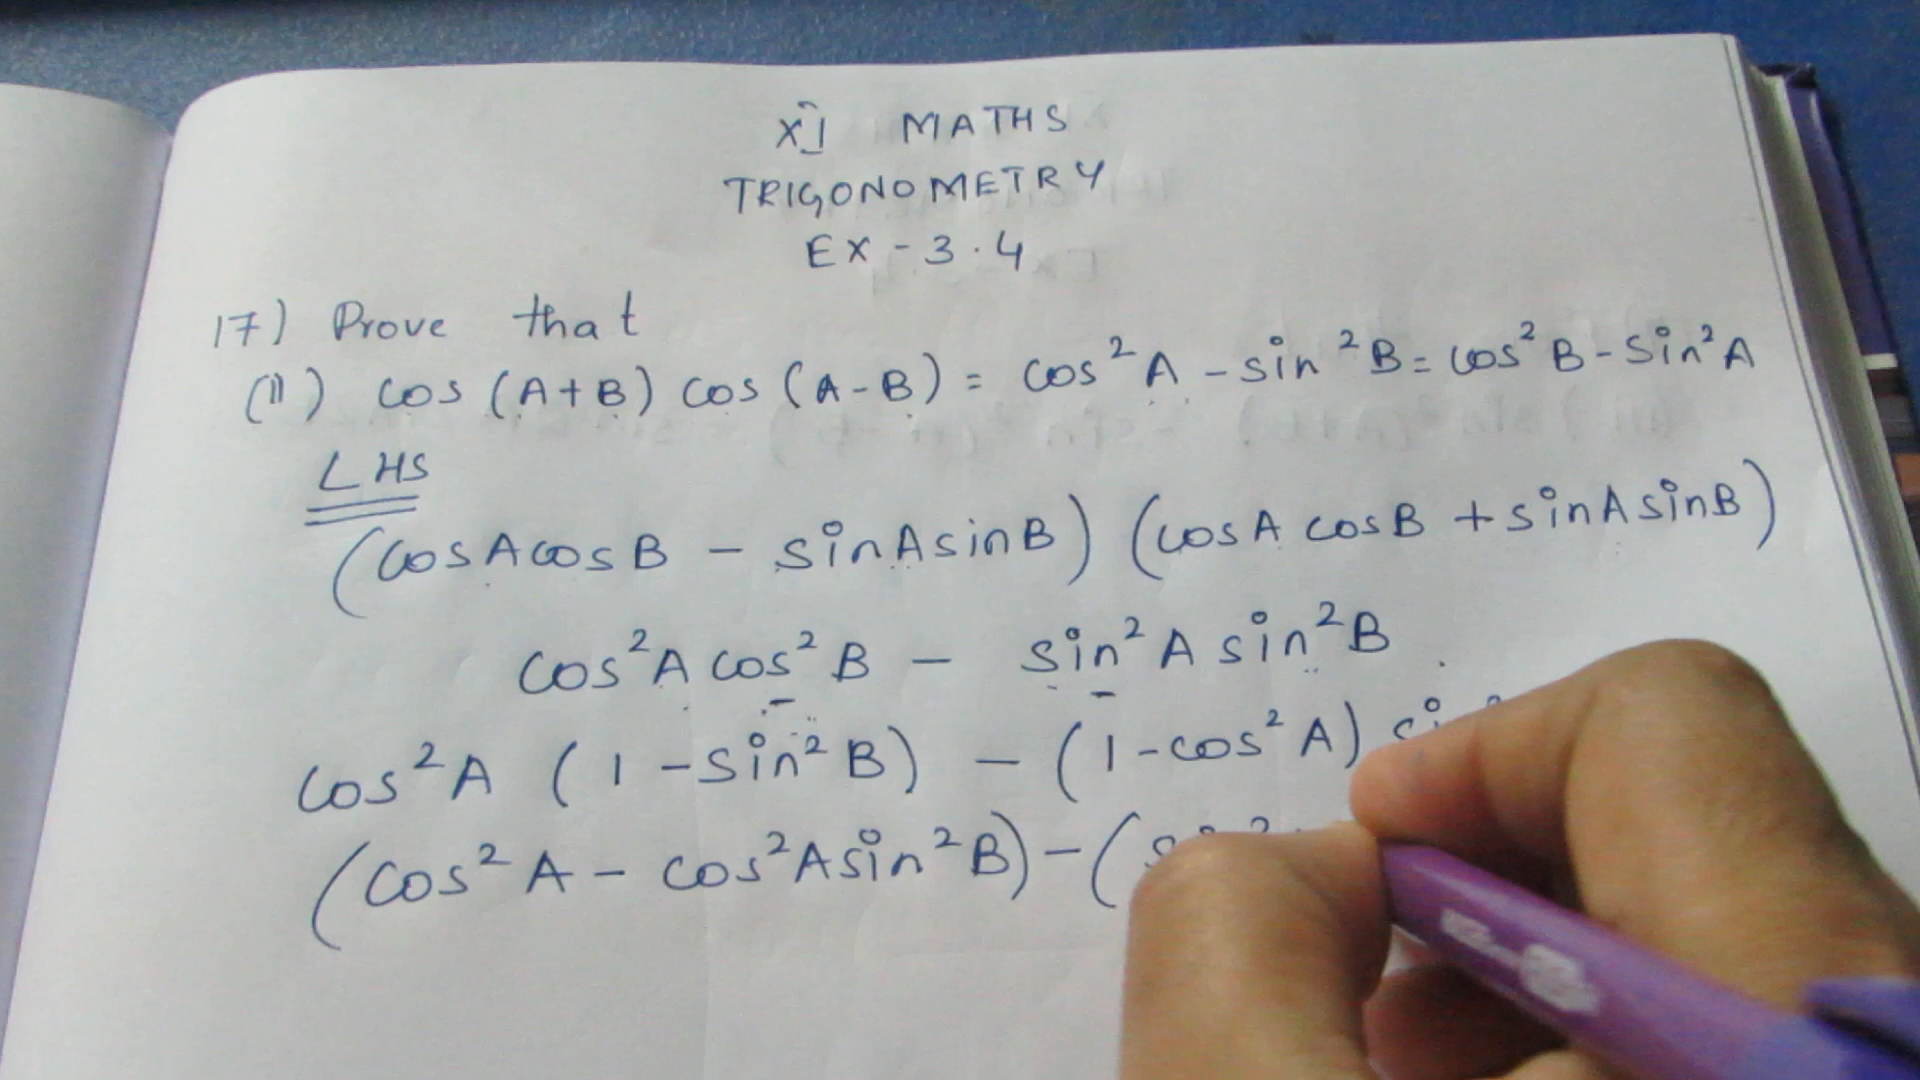 XI MATHS
TRIGONOMETRY
EX - 3.4
17) Prove that
(ii) cos (A+B) cos (A-B) = cos²A - sin²B = cos²B - sin²A
LHS
(cosAcosB - sinAsinB) (cosA cosB + sinAsinB)
cos²A cos²B - sin²A sin²B
cos²A (1 - sin²B) - (1 - cos²A)
(cos²A - cos²Asin²B) - (